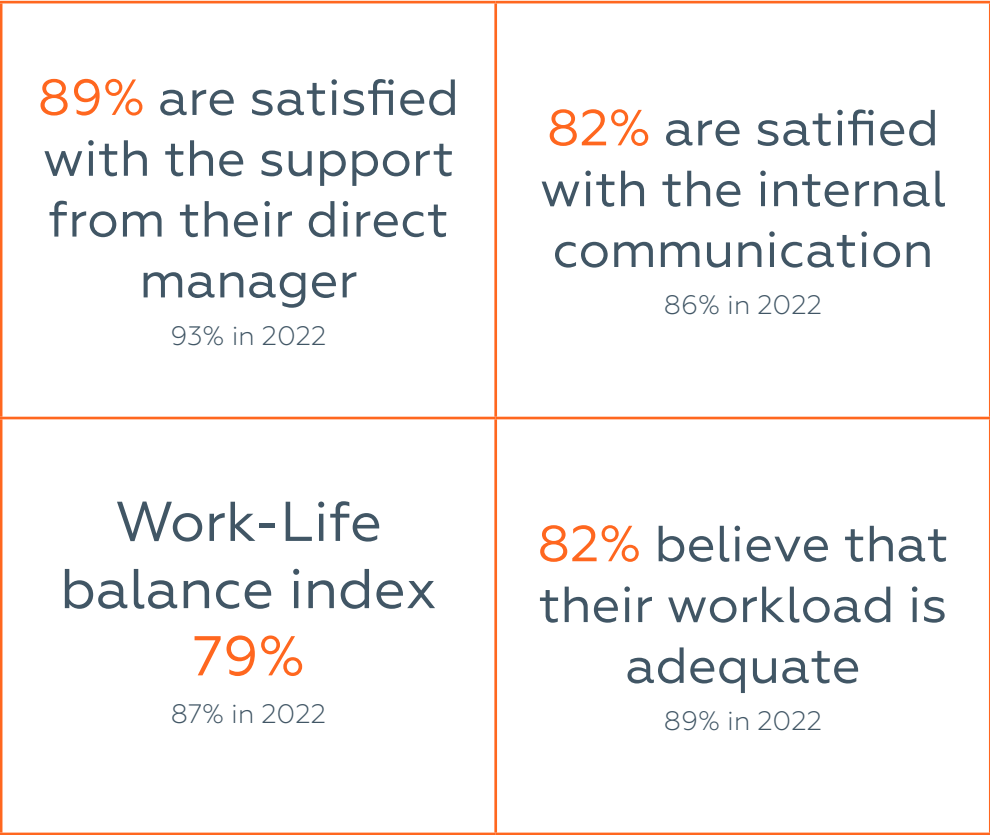 89% are satisfied
with the support
from their direct
manager
93% in 2022
82% are satified
with the internal
communication
86% in 2022
Work-Life
balance index
79%
87% in 2022
82% believe that
their workload is
adequate
89% in 2022